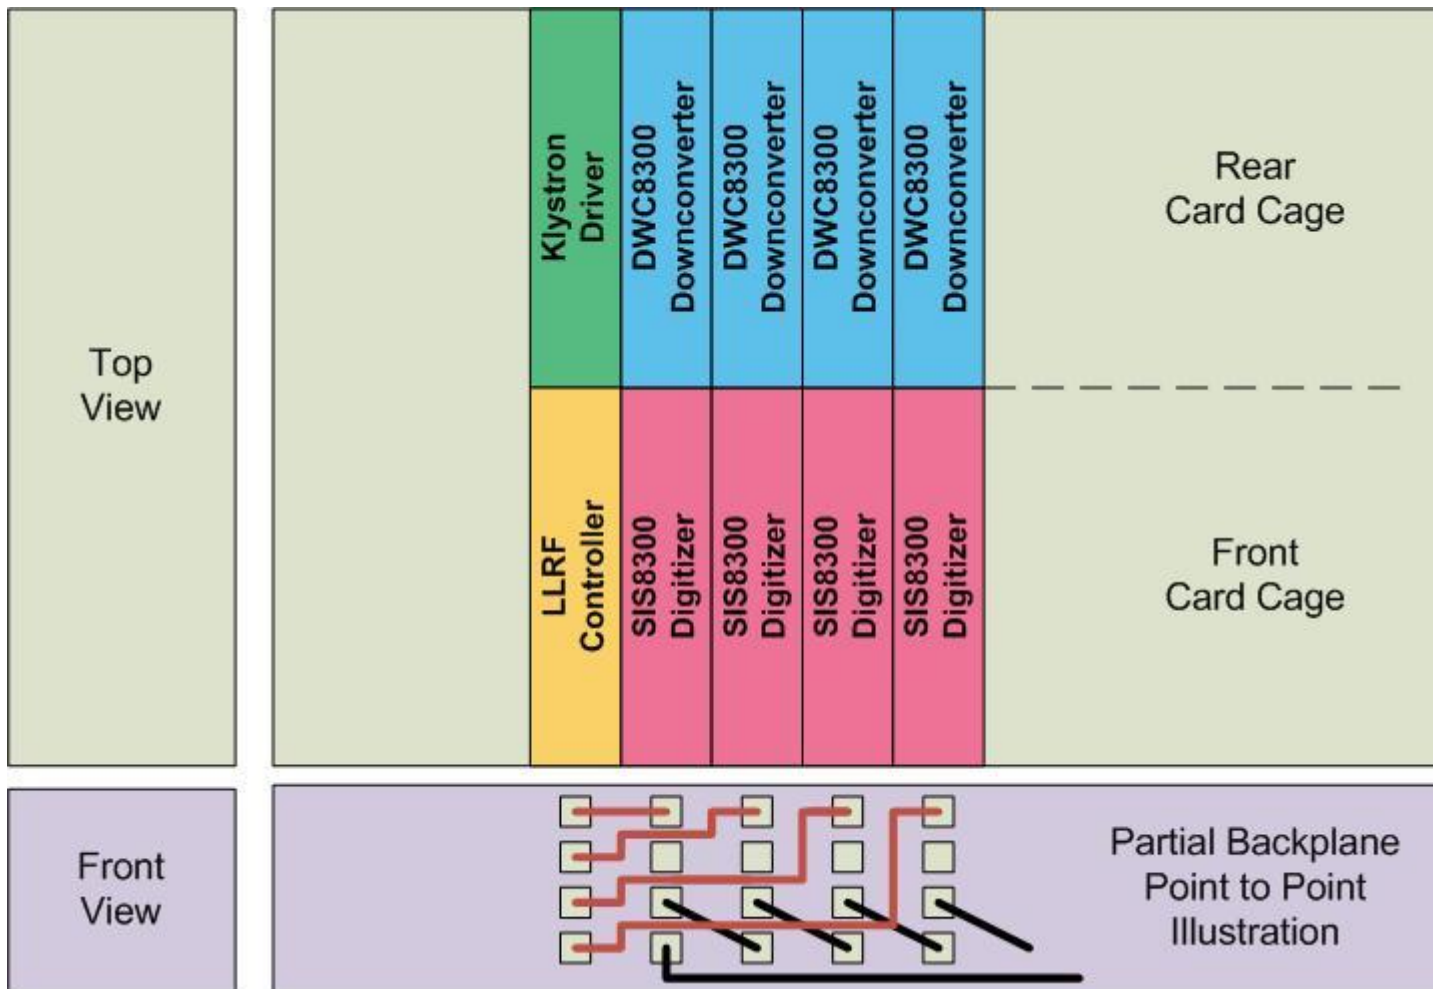 Top
View
Klystron
Driver
DWC8300
Downconverter
DWC8300
Downconverter
DWC8300
Downconverter
DWC8300
Downconverter
Rear
Card Cage
LLRF
Controller
SIS8300
Digitizer
SIS8300
Digitizer
SIS8300
Digitizer
SIS8300
Digitizer
Front
Card Cage
Front
View
Partial Backplane
Point to Point
Illustration